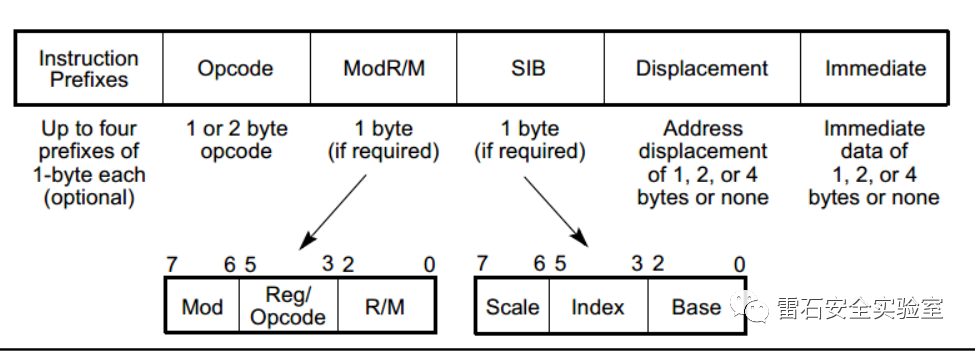 Instruction Prefixes
Opcode
ModR/M
SIB
Displacement
Immediate
Up to four
prefixes of
1-byte each
(optional)
1 or 2 byte
opcode
1 byte
(if required)
1 byte
(if required)
Address
displacement
of 1, 2, or 4
bytes or none
Immediate
data of
1, 2, or 4
bytes or none
7 6 5 3 2 0
Mod
Reg/
Opcode
R/M
7 6 5 3 2 0
Scale
Index
Base
雷石安全实验室